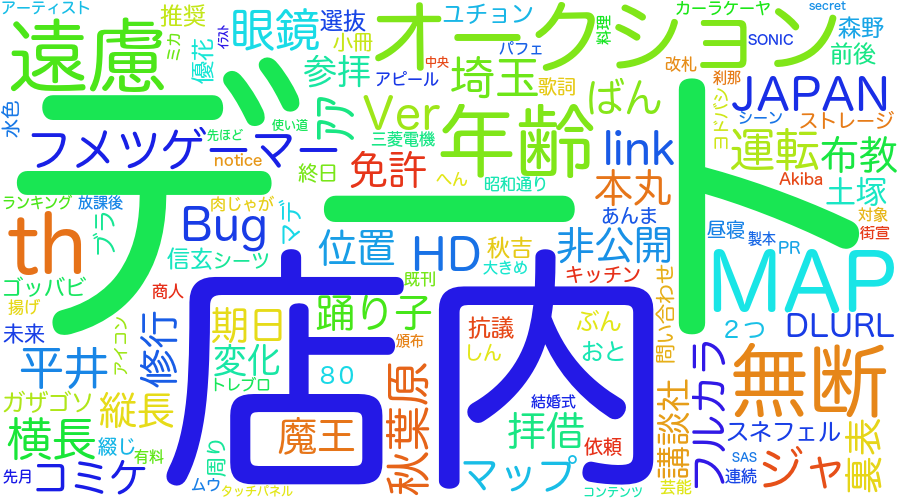 アーティスト
推奨
イラスト
眼鏡
選抜
ユチョン
カーラケーヤ
secret
遠慮
ミカ
小冊
オークション
パフェ
料理
SONIC
森野
前後
優花
参拝
アピール
中央
埼玉
歌詞
改札
刹那
JAPAN
水色
デート
アア
Ver
年齢
ばん
ヨドバシ
シーン
ストレージ
フメツゲーマー
先ほど
使い道
三菱電機
link
運転
布教
notice
終日
免許
へん
昭和通り
本丸
Akiba
土塚
ランキング
放課後
肉じゃが
マデ
あんま
対象
th
ブラ
Bug
位置
HD
秋吉
非公開
昼寝
製本
PR
街宣
信玄
シーツ
大きめ
ゴッバビ
商人
既刊
キッチン
MAP
揚げ
店内
期日
踊り子
抗議
ぶん
問い合わせ
2つ
DLURL
未来
アイコン
修行
頒布
しん
おと
平井
変化
トレブロ
80
秋葉原
結婚式
講談社
フルカラ
無断
ガザゴソ
縦長
魔王
拝借
依頼
スネフェル
裏表
横長
綴じ
有料
周り
マップ
SAS
ジャ
先月
コミケ
ムウ
タッチパネル
コンテンツ
芸能
連続